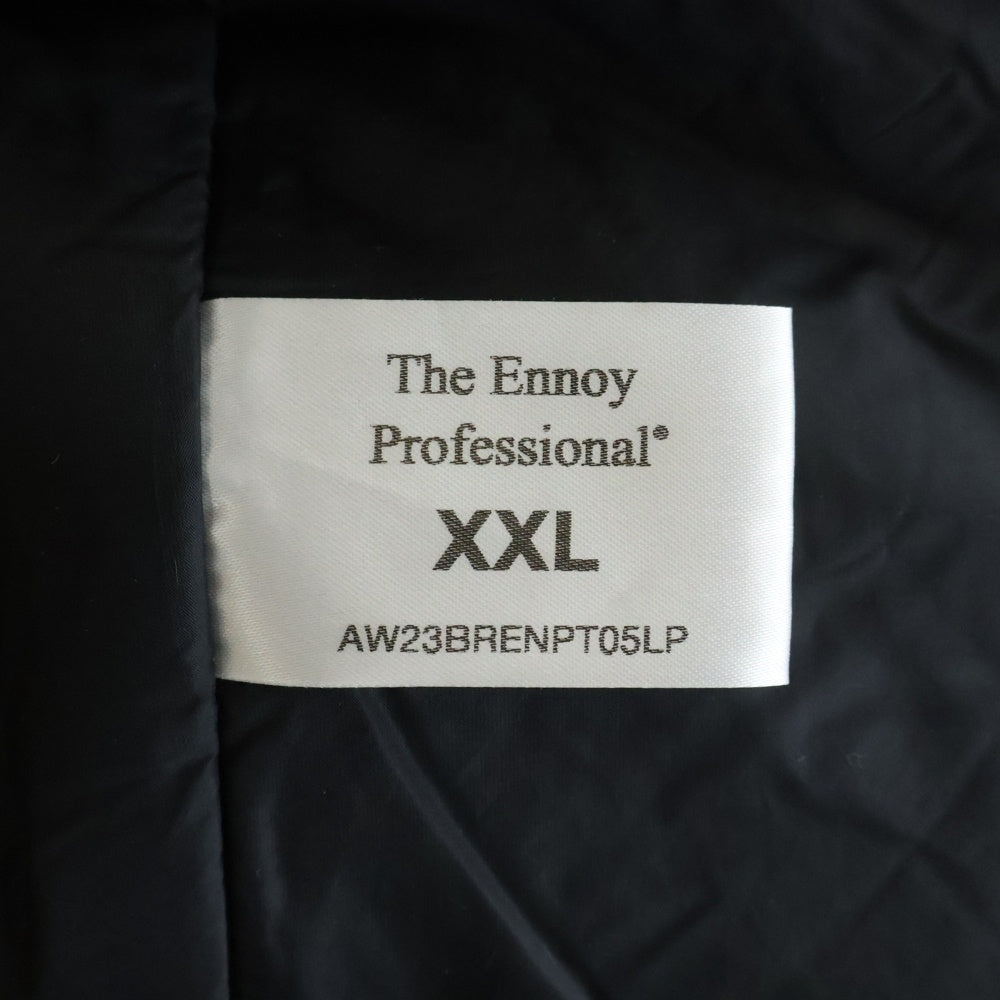 The Ennoy
Professional®
XXL
AW23BRENPT05LP